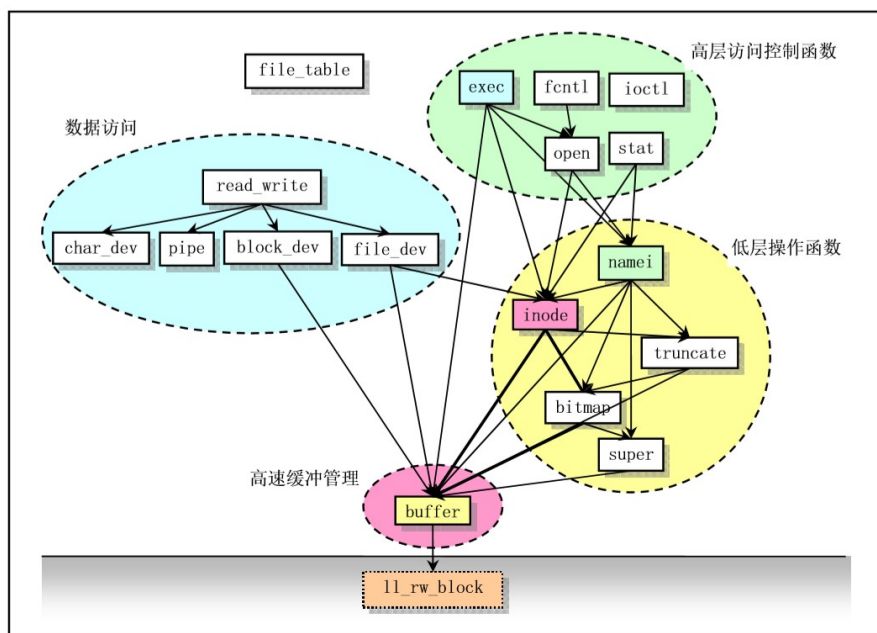 高层访问控制函数
file_table
exec
fcntl
ioctl
数据访问
open
stat
read_write
char_dev
pipe
block_dev
file_dev
低层操作函数
namei
inode
truncate
bitmap
super
高速缓冲管理
buffer
ll_rw_block